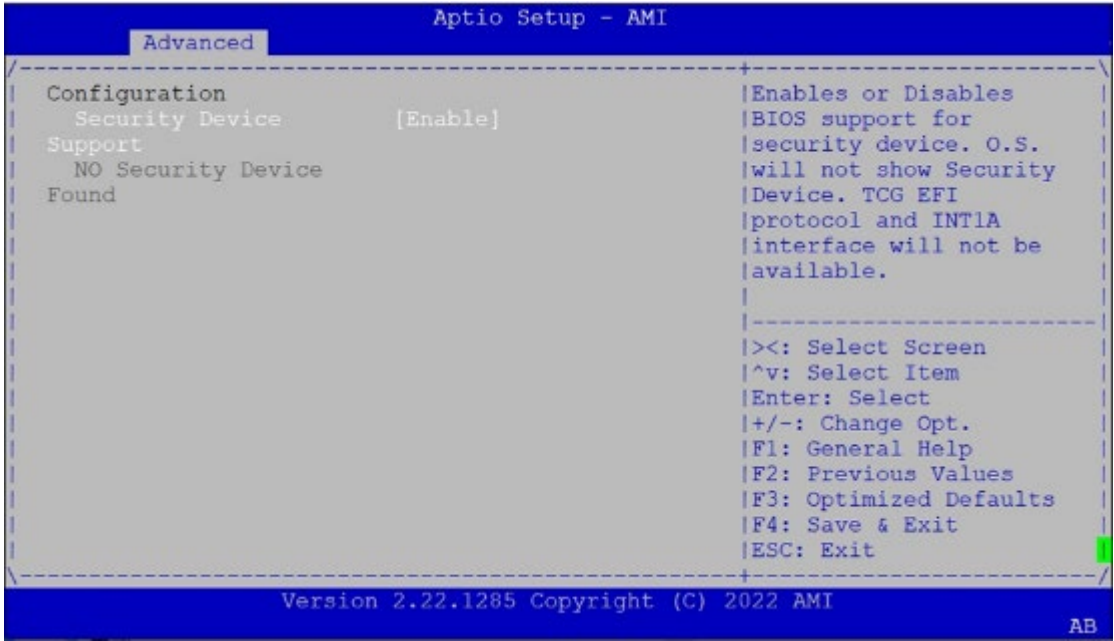 Aptio Setup - AMI
Advanced
Configuration
Security Device [Enable]
Support
NO Security Device
Found
Enables or Disables
BIOS support for
security device. O.S.
will not show Security
Device. TCG EFI
protocol and INT1A
interface will not be
available.
><: Select Screen
^v: Select Item
Enter: Select
+/-: Change Opt.
F1: General Help
F2: Previous Values
F3: Optimized Defaults
F4: Save & Exit
ESC: Exit
Version 2.22.1285 Copyright (C) 2022 AMI
AB